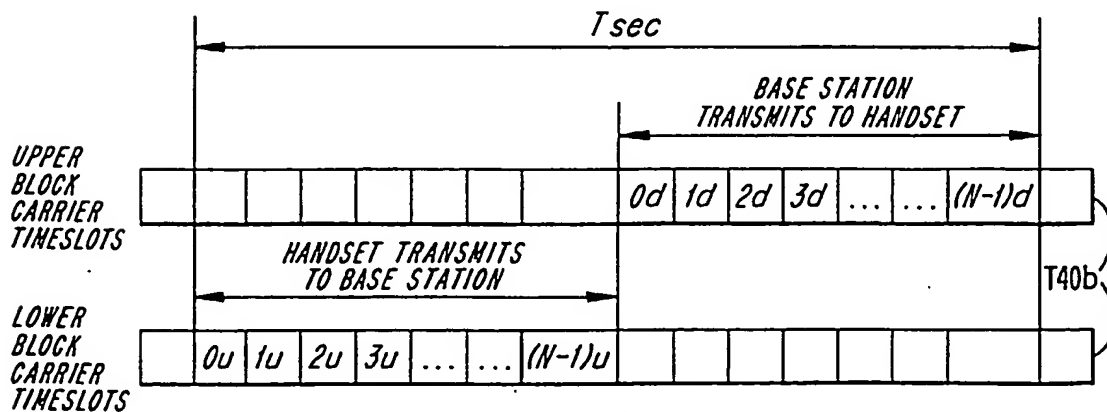 T sec
BASE STATION
TRANSMITS TO HANDSET
UPPER
BLOCK
CARRIER
TIMESLOTS
0d 1d 2d 3d ... ... (N-1)d
HANDSET TRANSMITS
TO BASE STATION
T40b
LOWER
BLOCK
CARRIER
TIMESLOTS
0u 1u 2u 3u ... ... (N-1)u